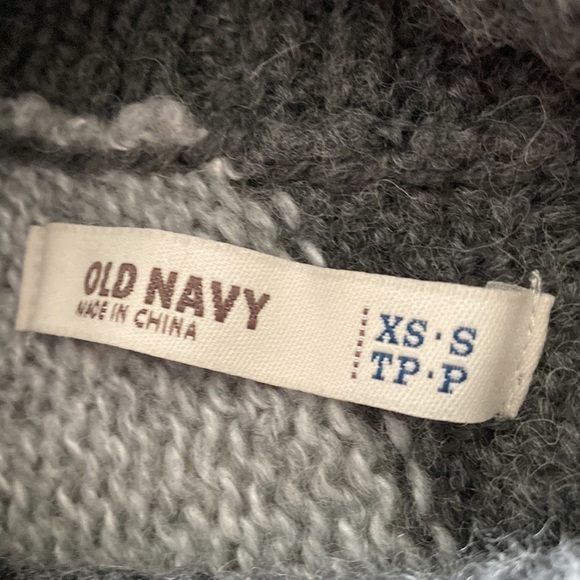 OLD NAVY
MADE IN CHINA
XS·S
TP·P